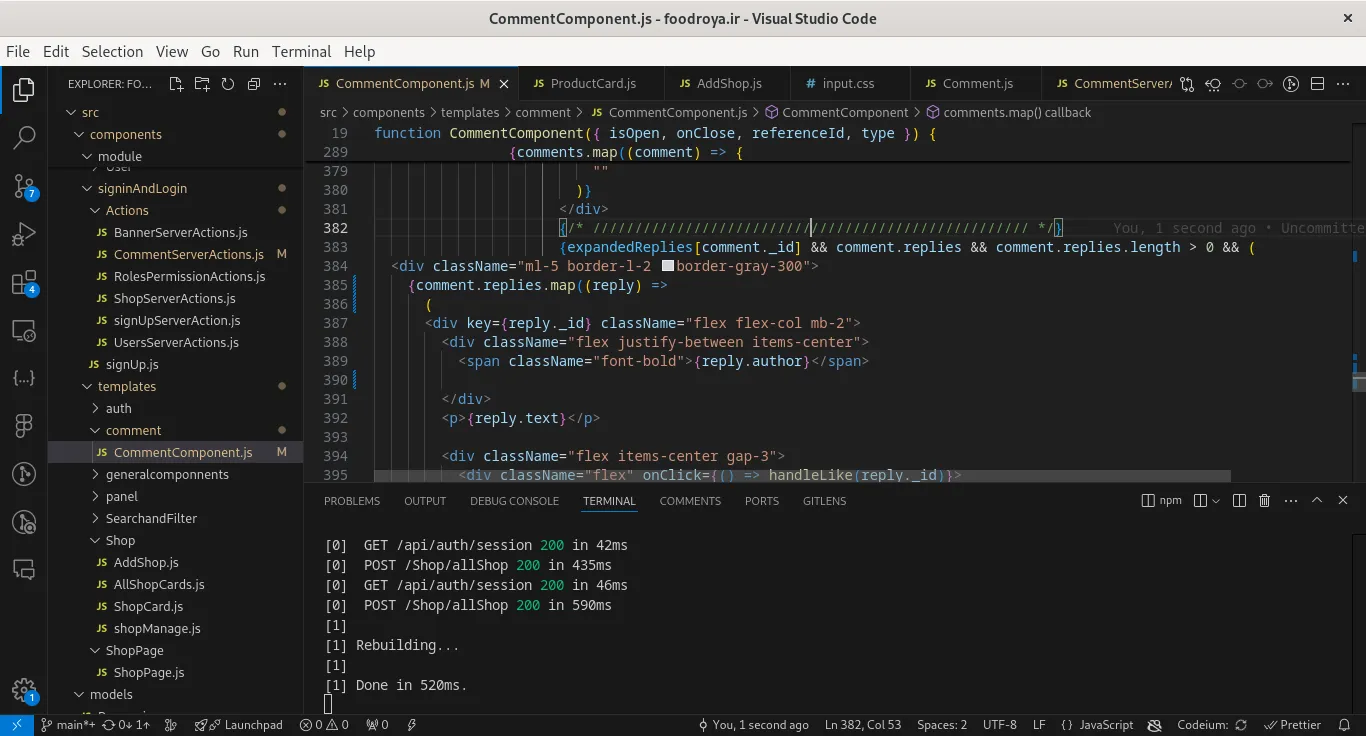 CommentComponent.js - foodroya.ir - Visual Studio Code
File Edit Selection View Go Run Terminal Help
EXPLORER: FO...
src
components
module
User
signinAndLogin
Actions
BannerServerActions.js
CommentServerActions.js M
RolesPermissionActions.js
ShopServerActions.js
signUpServerAction.js
UsersServerActions.js
signUp.js
templates
auth
comment
CommentComponent.js M
generalcomponnents
panel
SearchandFilter
Shop
AddShop.js
AllShopCards.js
ShopCard.js
shopManage.js
ShopPage
ShopPage.js
models
7
4
1
JS CommentComponent.js M JS ProductCard.js JS AddShop.js # input.css JS Comment.js JS CommentServerA
src > components > templates > comment > JS CommentComponent.js > CommentComponent > comments.map() callback
19 function CommentComponent({ isOpen, onClose, referenceId, type }) {
289 {comments.map((comment) => {
379 ""
380 )}
381 </div>
382 {/* //////////////////////////////////////////////////// */} You, 1 second ago • Uncommitte
383 {expandedReplies[comment._id] && comment.replies && comment.replies.length > 0 && (
384 <div className="ml-5 border-l-2 border-gray-300">
385 {comment.replies.map((reply) =>
386 (
387 <div key={reply._id} className="flex flex-col mb-2">
388 <div className="flex justify-between items-center">
389 <span className="font-bold">{reply.author}</span>
390
391 </div>
392 <p>{reply.text}</p>
393
394 <div className="flex items-center gap-3">
395 <div className="flex" onClick={() => handleLike(reply._id)}>
PROBLEMS OUTPUT DEBUG CONSOLE TERMINAL COMMENTS PORTS GITLENS npm
[0] GET /api/auth/session 200 in 42ms
[0] POST /Shop/allShop 200 in 435ms
[0] GET /api/auth/session 200 in 46ms
[0] POST /Shop/allShop 200 in 590ms
[1]
[1] Rebuilding...
[1]
[1] Done in 520ms.
main*+ 0↓ 1↑ Launchpad 0 0 0 You, 1 second ago Ln 382, Col 53 Spaces: 2 UTF-8 LF { } JavaScript Codeium: Prettier